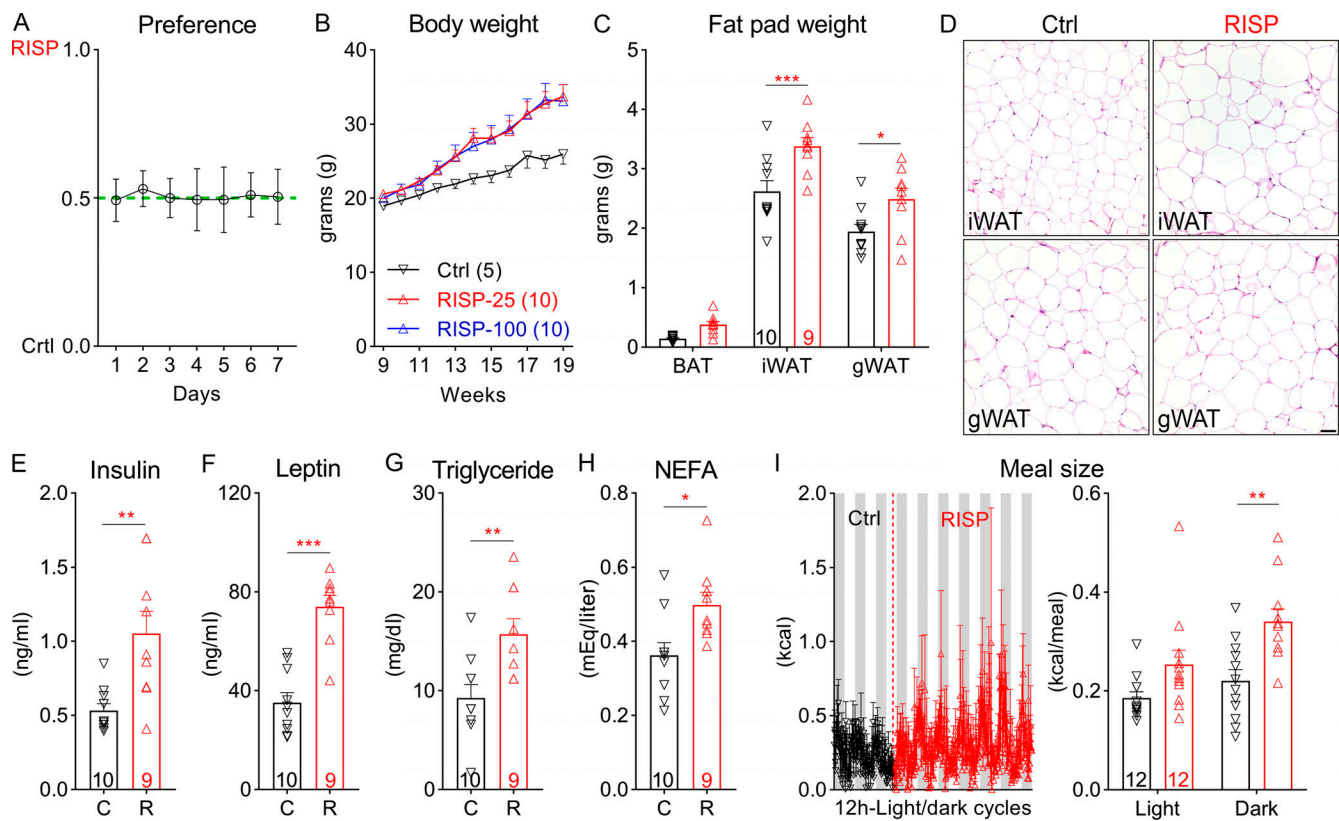 A Preference
RISP
1.0
0.5
Crtl 0.0
1 2 3 4 5 6 7
Days
B Body weight
grams (g)
40
30
20
10
0
Ctrl (5)
RISP-25 (10)
RISP-100 (10)
9 11 13 15 17 19
Weeks
C Fat pad weight
grams (g)
5
4
3
2
1
0
***
*
10 9
BAT iWAT gWAT
D Ctrl RISP
iWAT iWAT
gWAT gWAT
E Insulin
(ng/ml)
2.0
1.5
1.0
0.5
0.0
**
10 9
C R
F Leptin
(ng/ml)
120
80
40
0
***
10 9
C R
G Triglyceride
(mg/dl)
30
20
10
0
**
10 9
C R
H NEFA
(mEq/liter)
0.8
0.6
0.4
0.2
0.0
*
10 9
C R
I Meal size
(kcal)
2.0
1.5
1.0
0.5
0.0
Ctrl RISP
12h-Light/dark cycles
(kcal/meal)
0.6
0.4
0.2
0.0
**
12 12
Light Dark